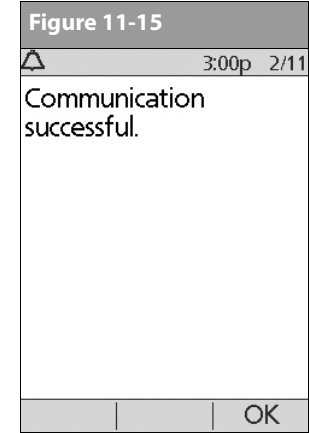 Figure 11-15
3:00p 2/11
Communication
successful.
OK